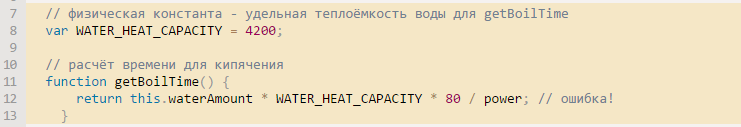 7 // физическая константа - удельная теплоёмкость воды для getBoilTime
8 var WATER_HEAT_CAPACITY = 4200;
9
10 // расчёт времени для кипячения
11 function getBoilTime() {
12 return this.waterAmount * WATER_HEAT_CAPACITY * 80 / power; // ошибка!
13 }